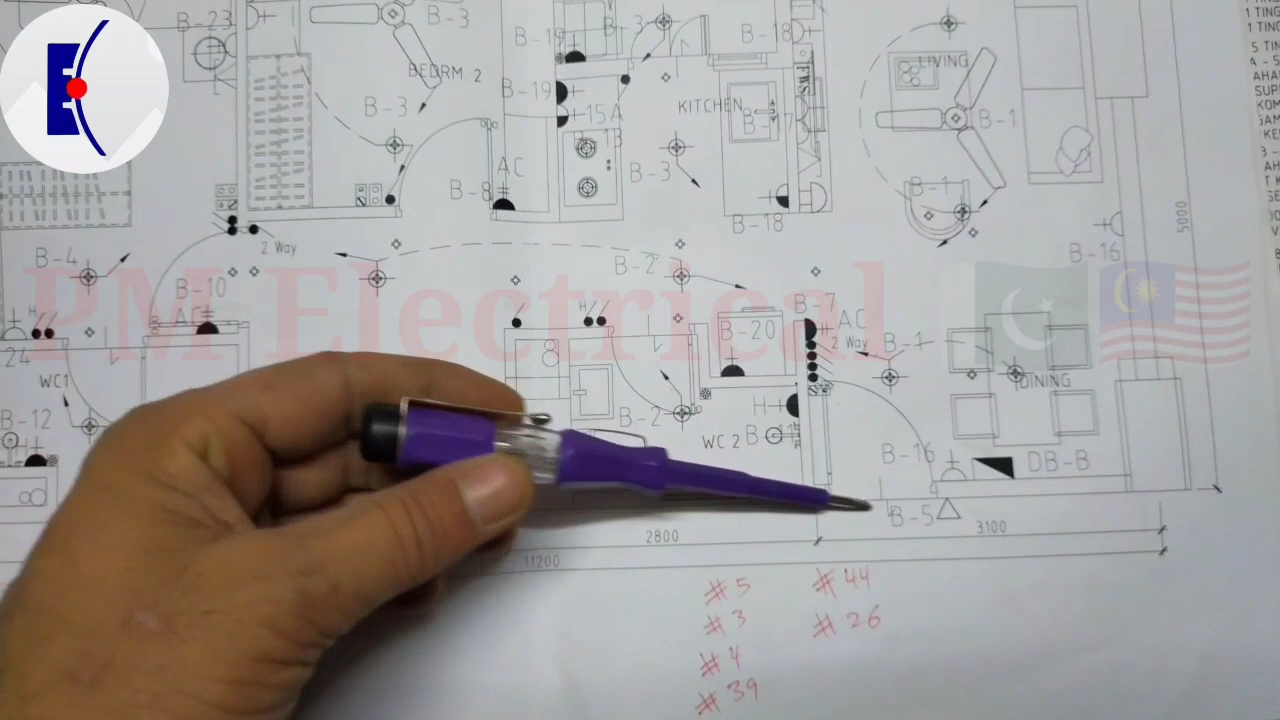 B-23
B-3
BEDRM. 2
B-19
B-3
B-18
LIVING
B-19
KITCHEN
B-3
15A
B-13
B-1
AC
B-8
B-3
B-1
B-18
2 Way
B-4
B-2
B-16
5000
B-10
AC
PM Electrical
B-7
AC
2 Way
B-1
B-20
H
H
24
8
WC1
DINING
B-12
H
B-2
H
WC 2
B-16
DB-B
B-5
2800
3100
11200
# 5
# 44
# 3
# 26
# 4
# 39